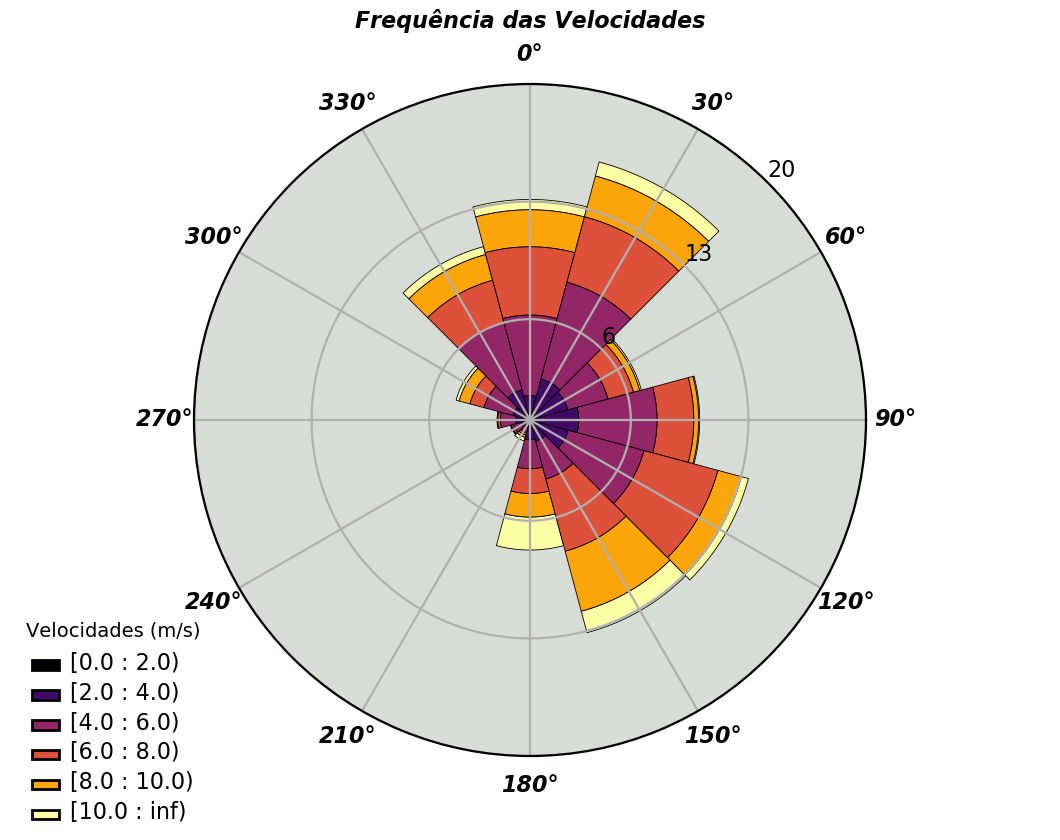 Frequência das Velocidades
0°
330°
30°
20
300°
60°
13
6
270°
90°
240°
120°
210°
150°
180°
Velocidades (m/s)
[0.0 : 2.0)
[2.0 : 4.0)
[4.0 : 6.0)
[6.0 : 8.0)
[8.0 : 10.0)
[10.0 : inf)